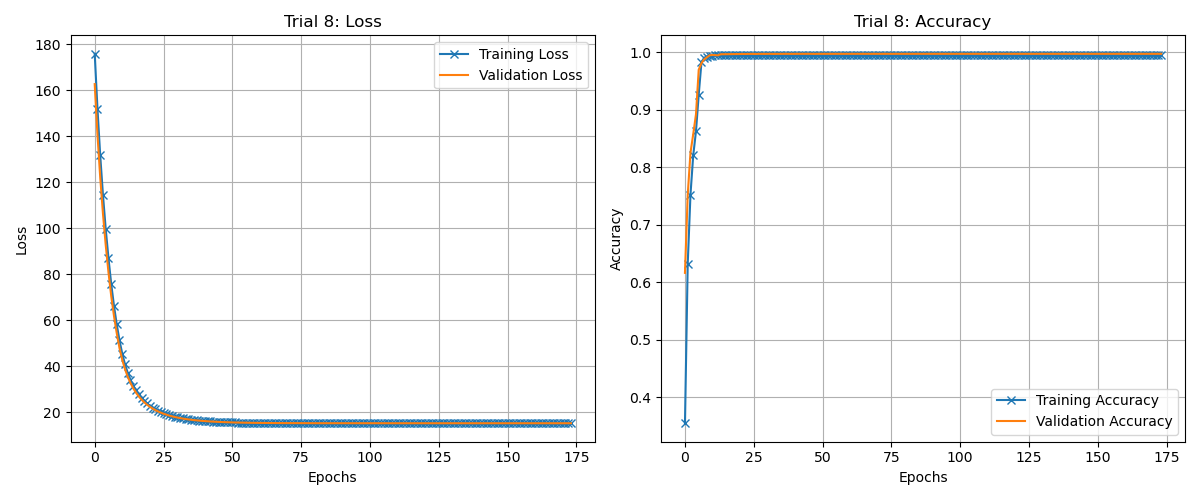 Trial 8: Loss
180
160
140
120
100
80
60
40
20
Loss
Training Loss
Validation Loss
0 25 50 75 100 125 150 175
Epochs
Trial 8: Accuracy
1.0
0.9
0.8
0.7
0.6
0.5
0.4
Accuracy
Training Accuracy
Validation Accuracy
0 25 50 75 100 125 150 175
Epochs